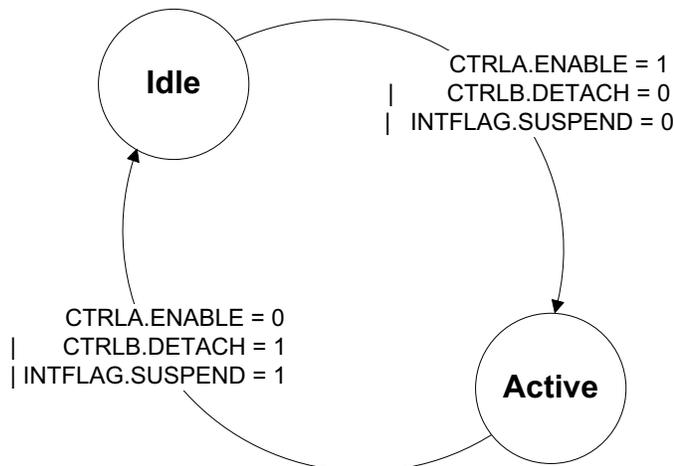 Idle
CTRLA.ENABLE = 1
| CTRLB.DETACH = 0
| INTFLAG.SUSPEND = 0
CTRLA.ENABLE = 0
| CTRLB.DETACH = 1
| INTFLAG.SUSPEND = 1
Active